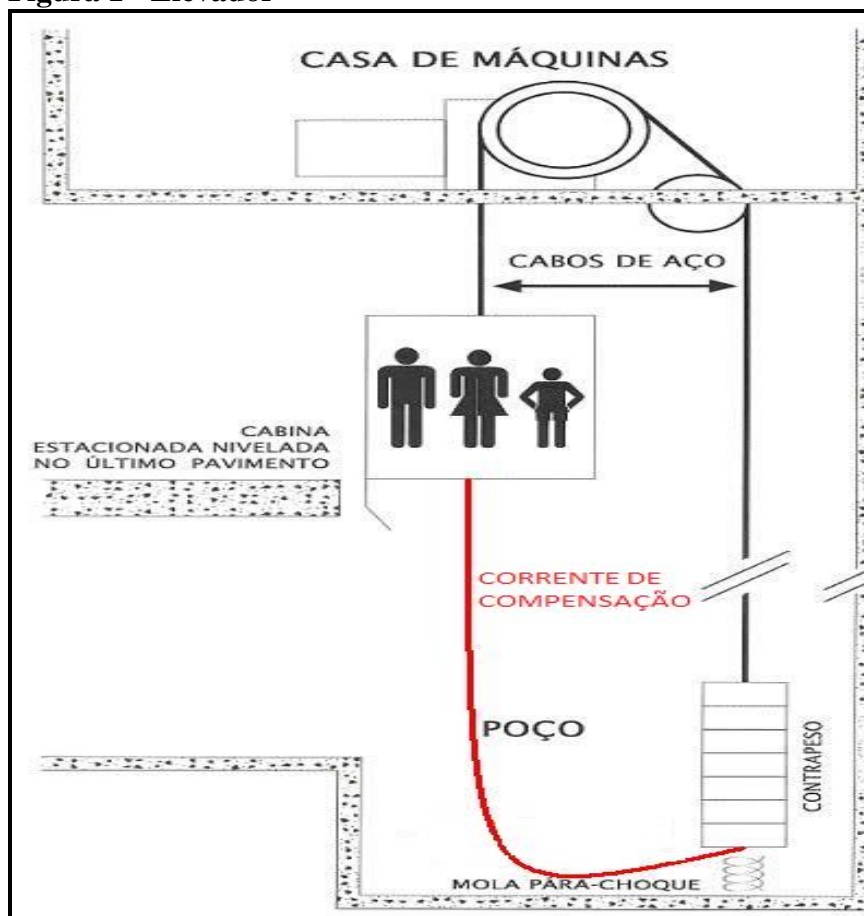 CASA DE MÁQUINAS
CABOS DE AÇO
CABINA
ESTACIONADA NIVELADA
NO ÚLTIMO PAVIMENTO
CORRENTE DE
COMPENSAÇÃO
POÇO
CONTRAPESO
MOLA PÁRA-CHOQUE